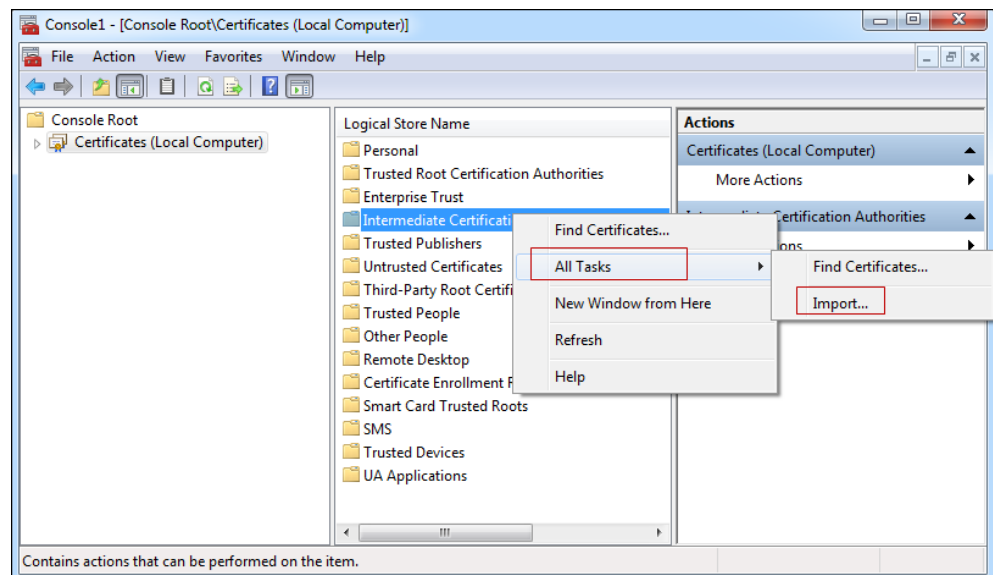 Console1 - [Console Root\Certificates (Local Computer)]
File Action View Favorites Window Help
Console Root
Certificates (Local Computer)
Logical Store Name
Personal
Trusted Root Certification Authorities
Enterprise Trust
Intermediate Certificati
Trusted Publishers
Untrusted Certificates
Third-Party Root Certifi
Trusted People
Other People
Remote Desktop
Certificate Enrollment
Smart Card Trusted Roots
SMS
Trusted Devices
UA Applications
Find Certificates...
All Tasks
New Window from Here
Refresh
Help
Find Certificates...
Import...
Actions
Certificates (Local Computer)
More Actions
Certification Authorities
ons
Contains actions that can be performed on the item.